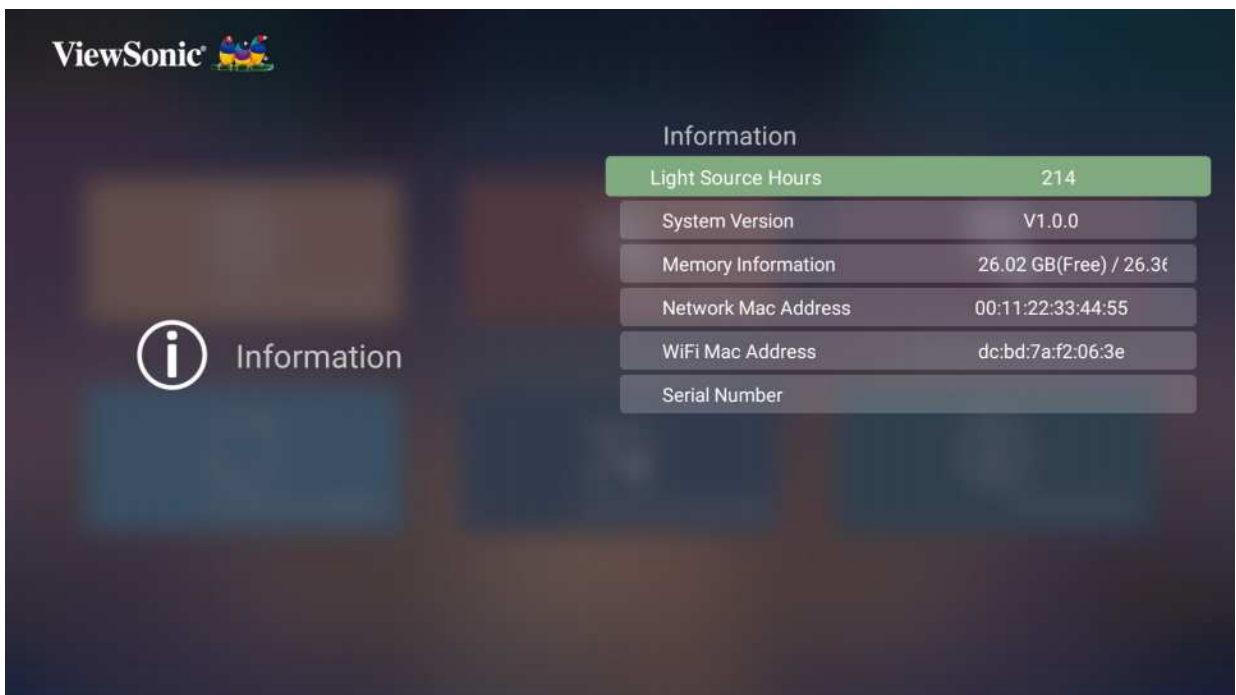 ViewSonic
Information
Light Source Hours 214
System Version V1.0.0
Memory Information 26.02 GB(Free) / 26.36
Network Mac Address 00:11:22:33:44:55
WiFi Mac Address dc:bd:7a:f2:06:3e
Serial Number
Information